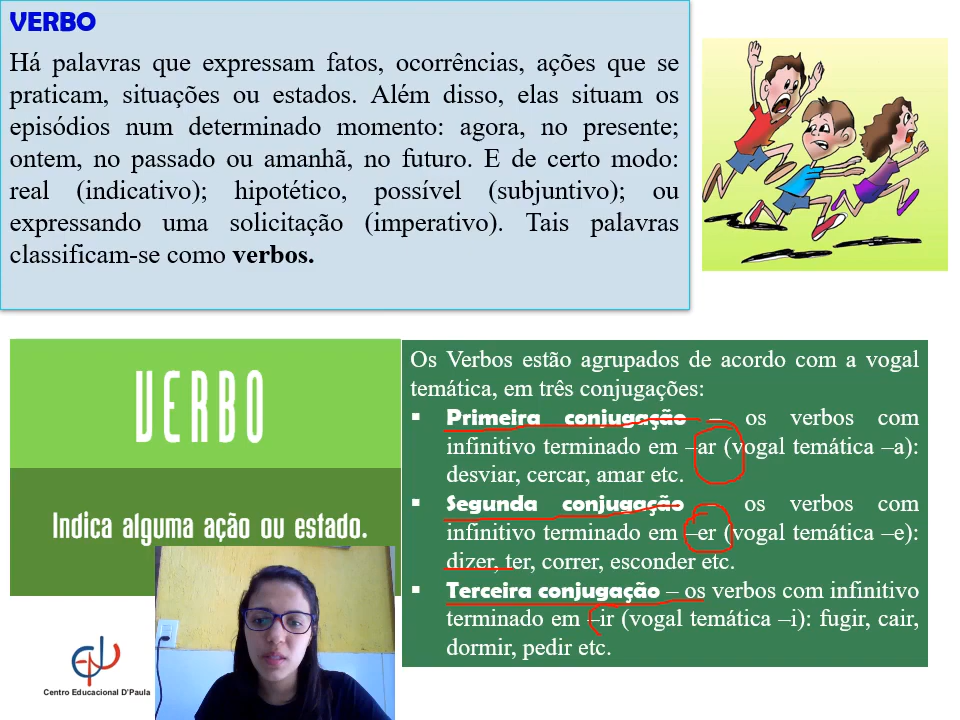 VERBO
Há palavras que expressam fatos, ocorrências, ações que se
praticam, situações ou estados. Além disso, elas situam os
episódios num determinado momento: agora, no presente;
ontem, no passado ou amanhã, no futuro. E de certo modo:
real (indicativo); hipotético, possível (subjuntivo); ou
expressando uma solicitação (imperativo). Tais palavras
classificam-se como verbos.
VERBO
Indica alguma ação ou estado.
Os Verbos estão agrupados de acordo com a vogal
temática, em três conjugações:
▪ Primeira conjugação – os verbos com
infinitivo terminado em –ar (vogal temática –a):
desviar, cercar, amar etc.
▪ Segunda conjugação – os verbos com
infinitivo terminado em –er (vogal temática –e):
dizer, ter, correr, esconder etc.
▪ Terceira conjugação – os verbos com infinitivo
terminado em –ir (vogal temática –i): fugir, cair,
dormir, pedir etc.
Centro Educacional D'Paula